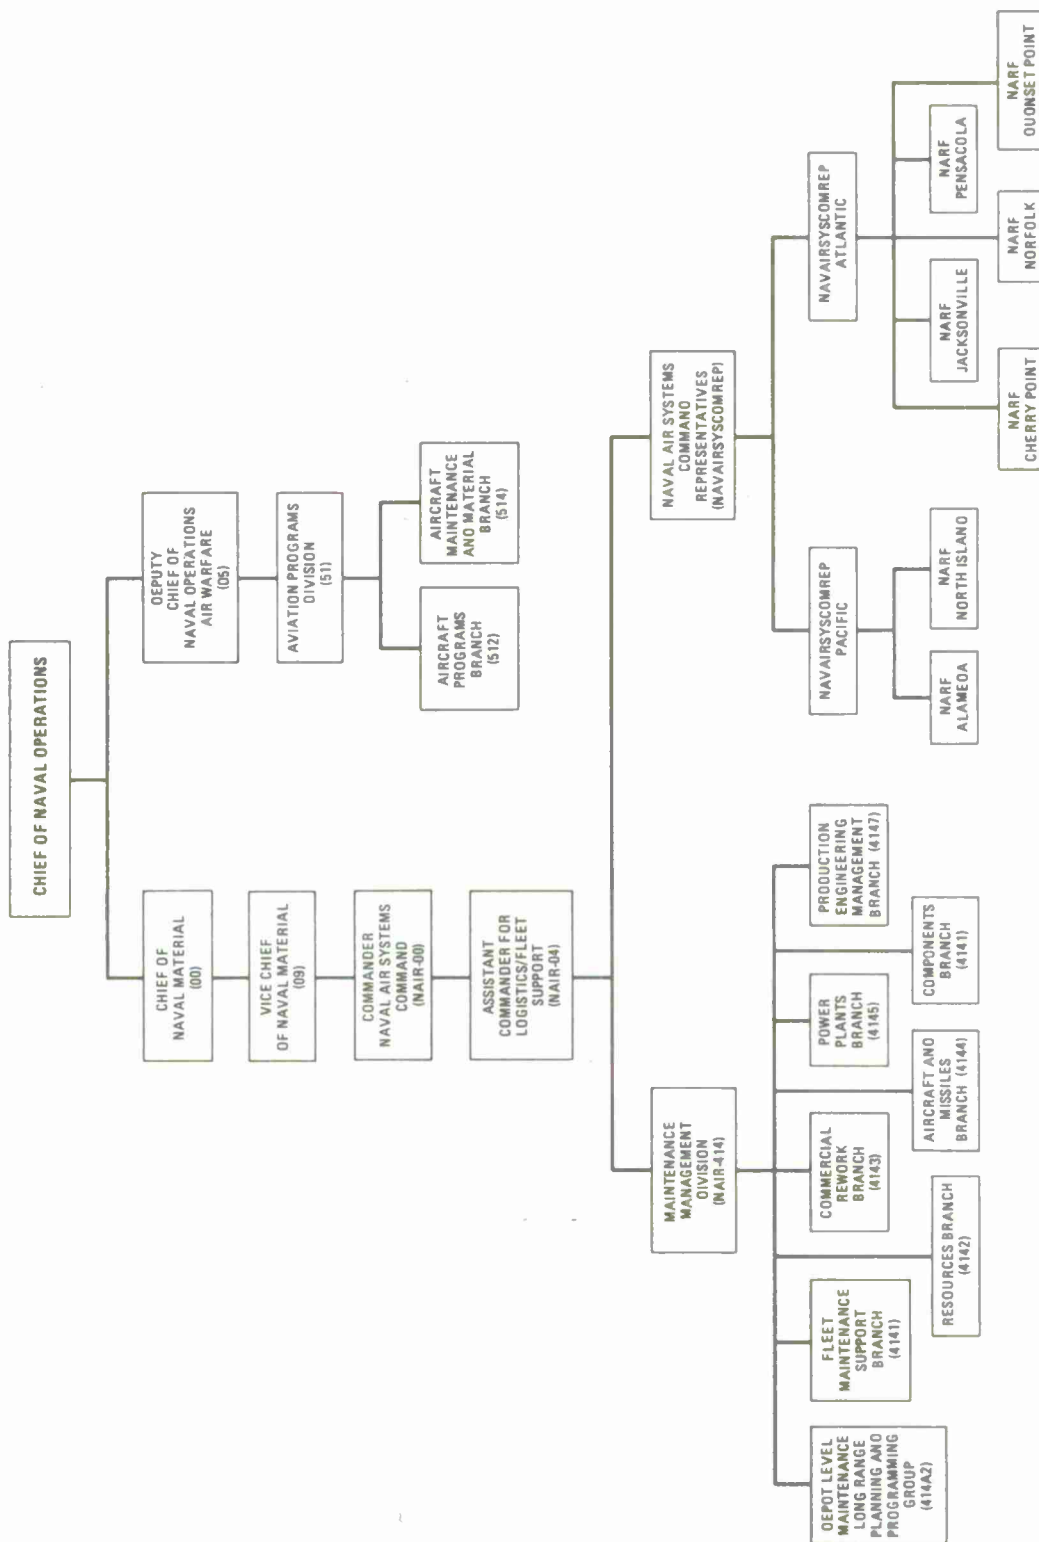 CHIEF OF NAVAL OPERATIONS
CHIEF OF
NAVAL MATERIAL
(00)
OEPUTY
CHIEF OF
NAVAL OPERATIONS
AIR WARFARE
(05)
VICE CHIEF
OF NAVAL MATERIAL
(09)
AVIATION PROGRAMS
DIVISION
(51)
COMMANDER
NAVAL AIR SYSTEMS
COMMAND
(NAIR-00)
AIRCRAFT
PROGRAMS
BRANCH
(512)
AIRCRAFT
MAINTENANCE
AND MATERIAL
BRANCH
(514)
ASSISTANT
COMMANDER FOR
LOGISTICS/FLEET
SUPPORT
(NAIR-04)
MAINTENANCE
MANAGEMENT
DIVISION
(NAIR-414)
NAVAL AIR SYSTEMS
COMMANO
REPRESENTATIVES
(NAVAIRSYSCOMREP)
OEPOT LEVEL
MAINTENANCE
LONG RANGE
PLANNING AND
PROGRAMMING
GROUP
(414A2)
FLEET
MAINTENANCE
SUPPORT
BRANCH
(4141)
COMMERCIAL
REWORK
BRANCH
(4143)
POWER
PLANTS
BRANCH
(4145)
PRODUCTION
ENGINEERING
MANAGEMENT
BRANCH (4147)
NAVAIRSYSCOMREP
PACIFIC
NAVAIRSYSCOMREP
ATLANTIC
RESOURCES BRANCH
(4142)
AIRCRAFT AND
MISSILES
BRANCH (4144)
COMPONENTS
BRANCH
(4141)
NARF
ALAMEOA
NARF
NORTH ISLAND
NARF
JACKSONVILLE
NARF
PENSACOLA
NARF
CHERRY POINT
NARF
NORFOLK
NARF
OUONSET POINT